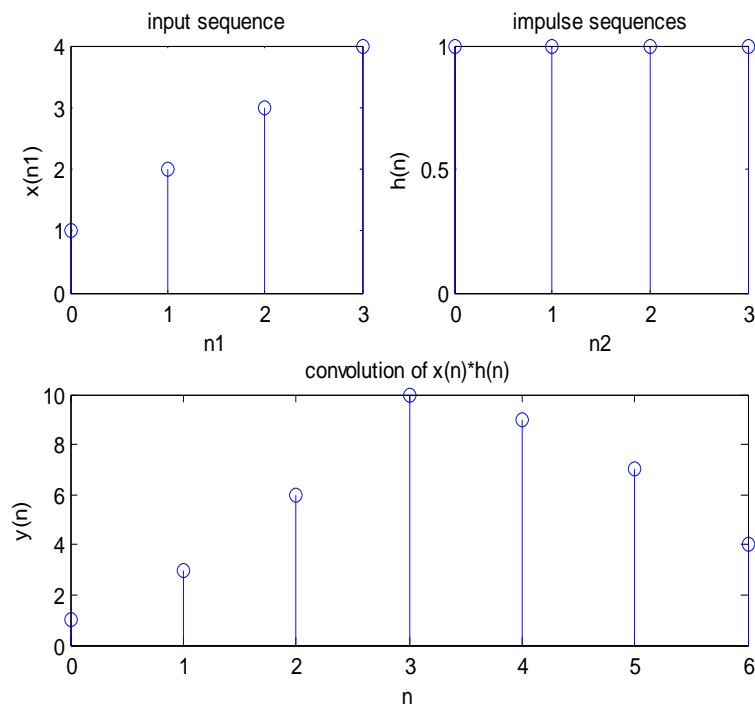 input sequence
4
3
2
1
0
0 1 2 3
x(n1)
n1
impulse sequences
1
0.5
0
0 1 2 3
h(n)
n2
convolution of x(n)*h(n)
10
8
6
4
2
0
0 1 2 3 4 5 6
y(n)
n